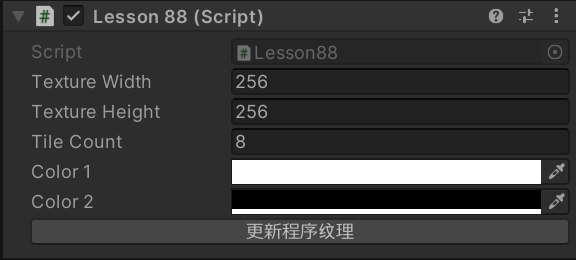 Lesson 88 (Script)
Script Lesson88
Texture Width 256
Texture Height 256
Tile Count 8
Color 1
Color 2
更新程序纹理